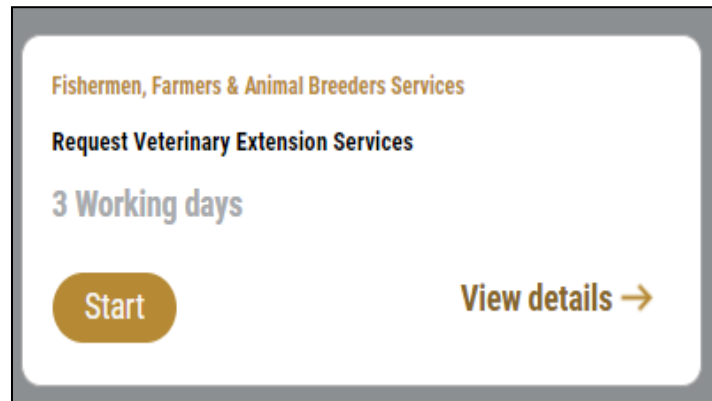 Fishermen, Farmers & Animal Breeders Services
Request Veterinary Extension Services
3 Working days
Start
View details →